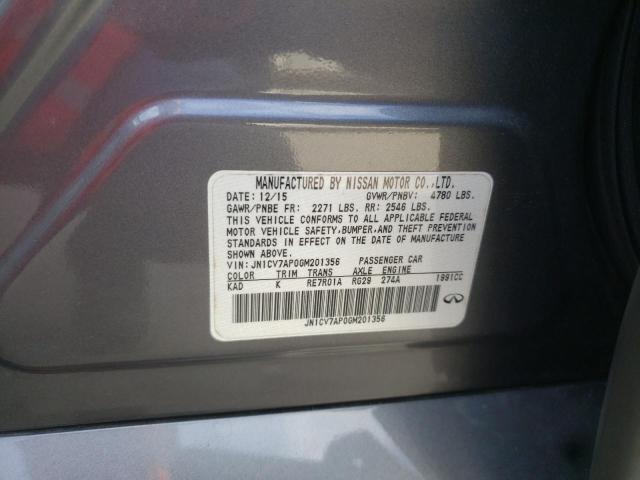 MANUFACTURED BY NISSAN MOTOR CO.,LTD.
DATE: 12/15 GVWR/PNBV: 4780 LBS.
GAWR/PNBE FR: 2271 LBS. RR: 2546 LBS.
THIS VEHICLE CONFORMS TO ALL APPLICABLE FEDERAL
MOTOR VEHICLE SAFETY,BUMPER,AND THEFT PREVENTION
STANDARDS IN EFFECT ON THE DATE OF MANUFACTURE
SHOWN ABOVE.
VIN: JN1CV7AP0GM201356 PASSENGER CAR
COLOR TRIM TRANS AXLE ENGINE
KAD K RE7R01A RG29 274A 1991CC
JN1CV7AP0GM201356